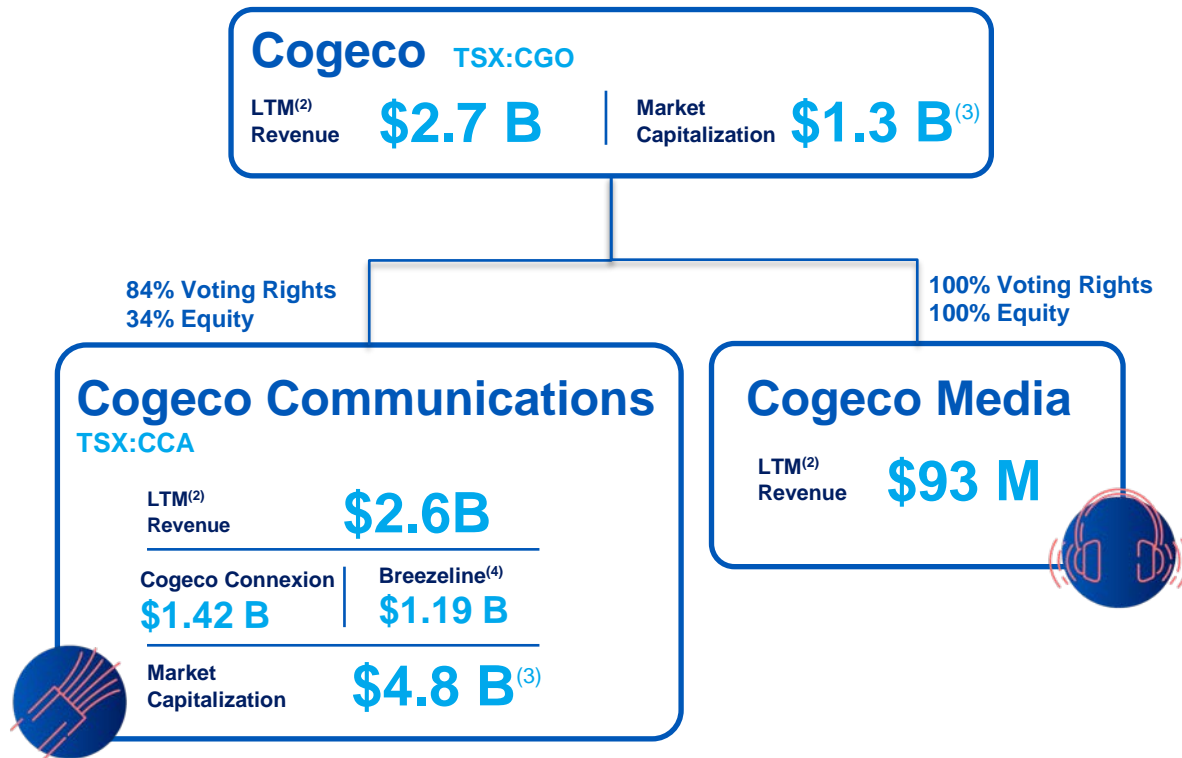 Cogeco TSX:CGO
LTM(2)
Revenue
$2.7 B
Market
Capitalization
$1.3 B(3)
84% Voting Rights
34% Equity
100% Voting Rights
100% Equity
Cogeco Communications
TSX:CCA
LTM(2)
Revenue
$2.6B
Cogeco Connexion
$1.42 B
Breezeline(4)
$1.19 B
Market
Capitalization
$4.8 B(3)
Cogeco Media
LTM(2)
Revenue
$93 M